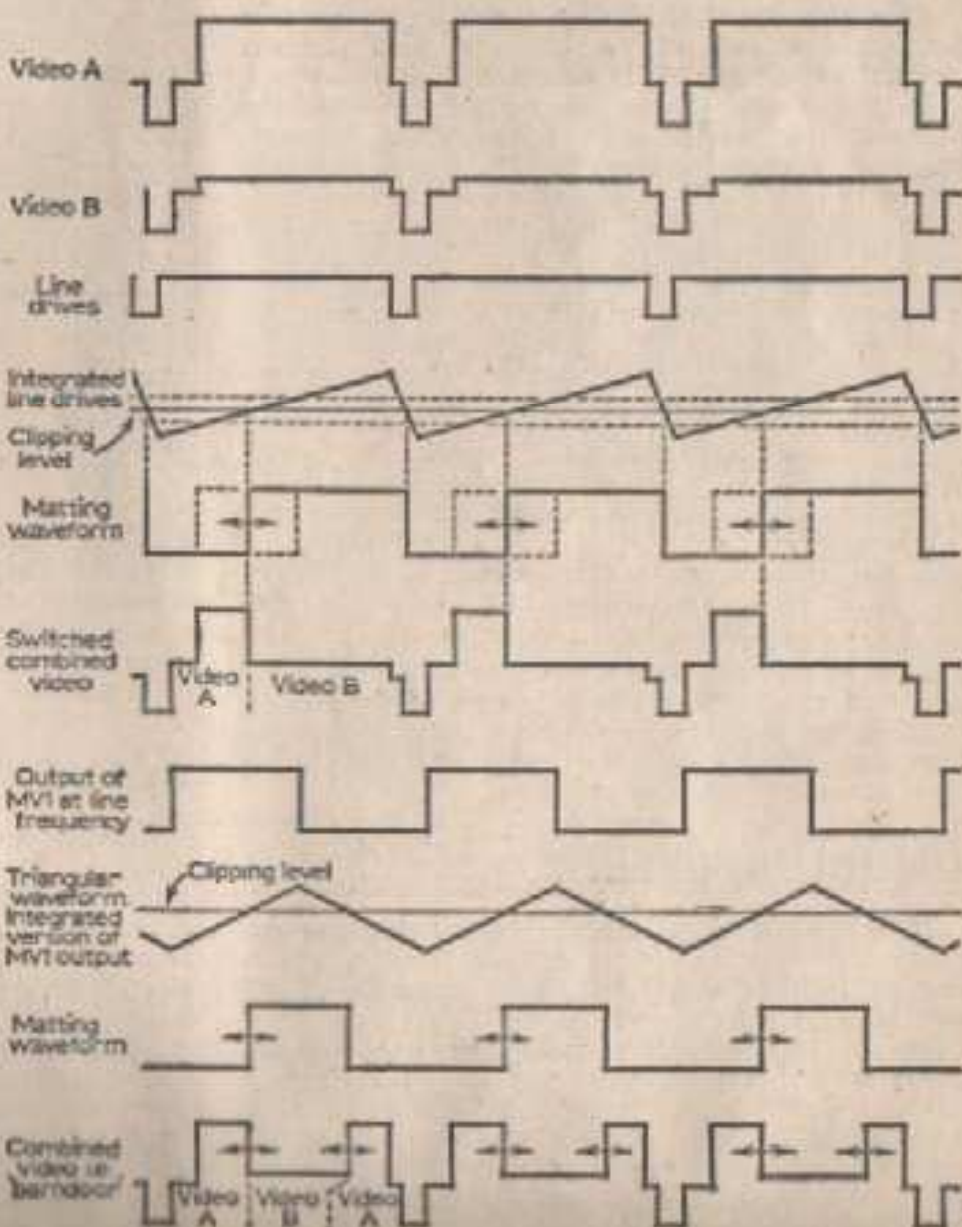 Video A
Video B
Line
drives
Integrated
line drives
Clipping
level
Matting
waveform
Switched
combined
video
Video
A
Video B
Output of
MV1 at line
frequency
Triangular
waveform
Clipping level
Integrated
version of
MV1 output
Matting
waveform
Combined
video ie
'barndoor'
Video
A
Video
B
Video
A